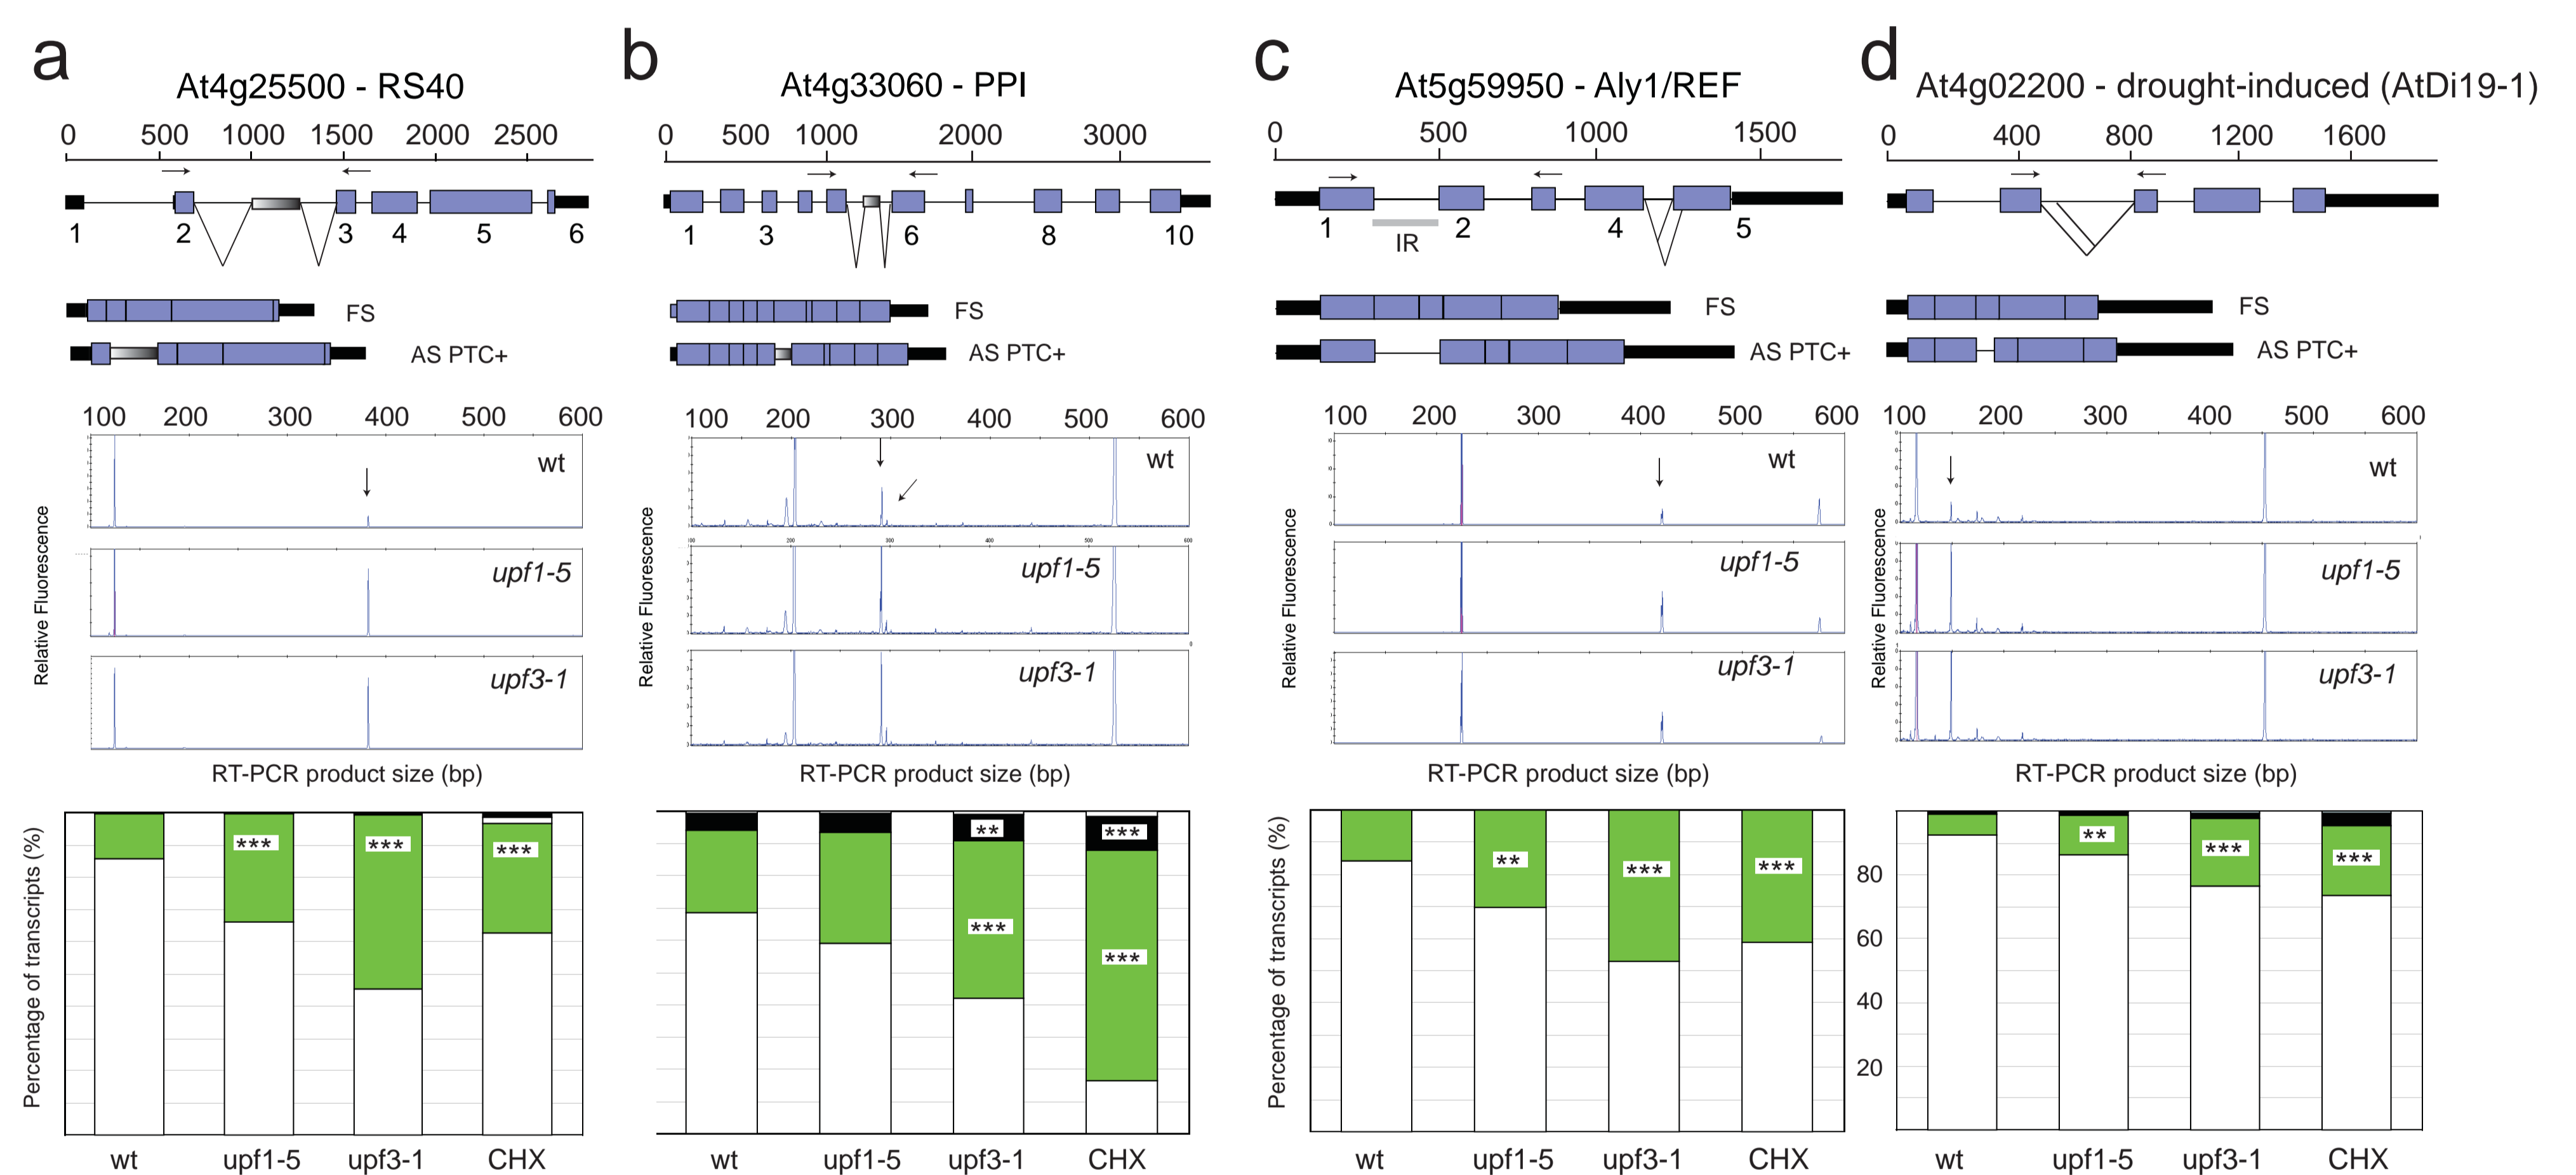 a
At4g25500 - RS40
0 500 1000 1500 2000 2500
1 2 3 4 5 6
FS
AS PTC+
100 200 300 400 500 600
wt
upf1-5
upf3-1
Relative Fluorescence
RT-PCR product size (bp)
Percentage of transcripts (%)
***
***
***
wt upf1-5 upf3-1 CHX
b
At4g33060 - PPI
0 500 1000 2000 3000
1 3 6 8 10
FS
AS PTC+
100 200 300 400 500 600
wt
upf1-5
upf3-1
Relative Fluorescence
RT-PCR product size (bp)
**
***
***
***
wt upf1-5 upf3-1 CHX
c
At5g59950 - Aly1/REF
0 500 1000 1500
1 2 4 5
IR
FS
AS PTC+
100 200 300 400 500 600
wt
upf1-5
upf3-1
Relative Fluorescence
RT-PCR product size (bp)
Percentage of transcripts (%)
**
***
***
wt upf1-5 upf3-1 CHX
d
At4g02200 - drought-induced (AtDi19-1)
0 400 800 1200 1600
FS
AS PTC+
100 200 300 400 500 600
wt
upf1-5
upf3-1
Relative Fluorescence
RT-PCR product size (bp)
80
60
40
20
**
***
***
wt upf1-5 upf3-1 CHX